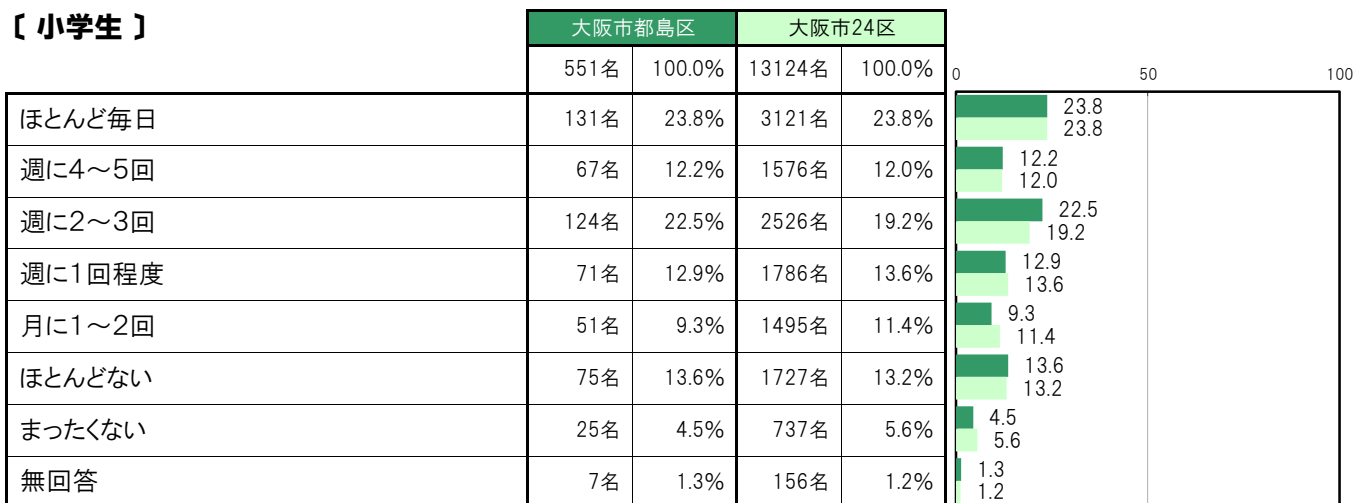 〔 小学生 〕
大阪市都島区 大阪市24区
551名 100.0% 13124名 100.0% 0 50 100
ほとんど毎日 131名 23.8% 3121名 23.8% 23.8
23.8
週に4～5回 67名 12.2% 1576名 12.0% 12.2
12.0
週に2～3回 124名 22.5% 2526名 19.2% 22.5
19.2
週に1回程度 71名 12.9% 1786名 13.6% 12.9
13.6
月に1～2回 51名 9.3% 1495名 11.4% 9.3
11.4
ほとんどない 75名 13.6% 1727名 13.2% 13.6
13.2
まったくない 25名 4.5% 737名 5.6% 4.5
5.6
無回答 7名 1.3% 156名 1.2% 1.3
1.2